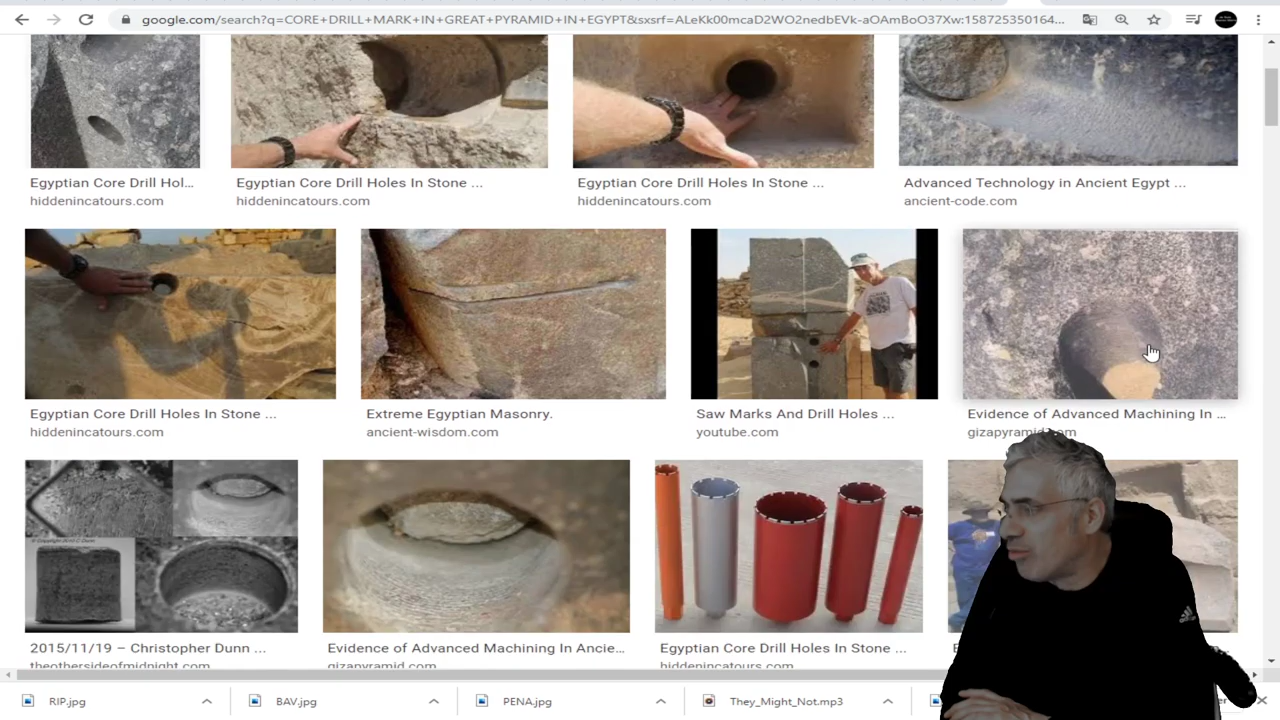 google.com/search?q=CORE+DRILL+MARK+IN+GREAT+PYRAMID+IN+EGYPT&sxsrf=ALeKk00mcaD2WO2nedbEVk-aOAmBoO37Xw:158725350164...
Egyptian Core Drill Hol...
hiddenincatours.com
Egyptian Core Drill Holes In Stone ...
hiddenincatours.com
Egyptian Core Drill Holes In Stone ...
hiddenincatours.com
Advanced Technology in Ancient Egypt ...
ancient-code.com
Egyptian Core Drill Holes In Stone ...
hiddenincatours.com
Extreme Egyptian Masonry.
ancient-wisdom.com
Saw Marks And Drill Holes ...
youtube.com
Evidence of Advanced Machining In ...
2015/11/19 – Christopher Dunn ...
theothersideofmidnight.com
Evidence of Advanced Machining In Ancie...
gizapyramid.com
Egyptian Core Drill Holes In Stone ...
hiddenincatours.com
RIP.jpg
BAV.jpg
PENA.jpg
They_Might_Not.mp3